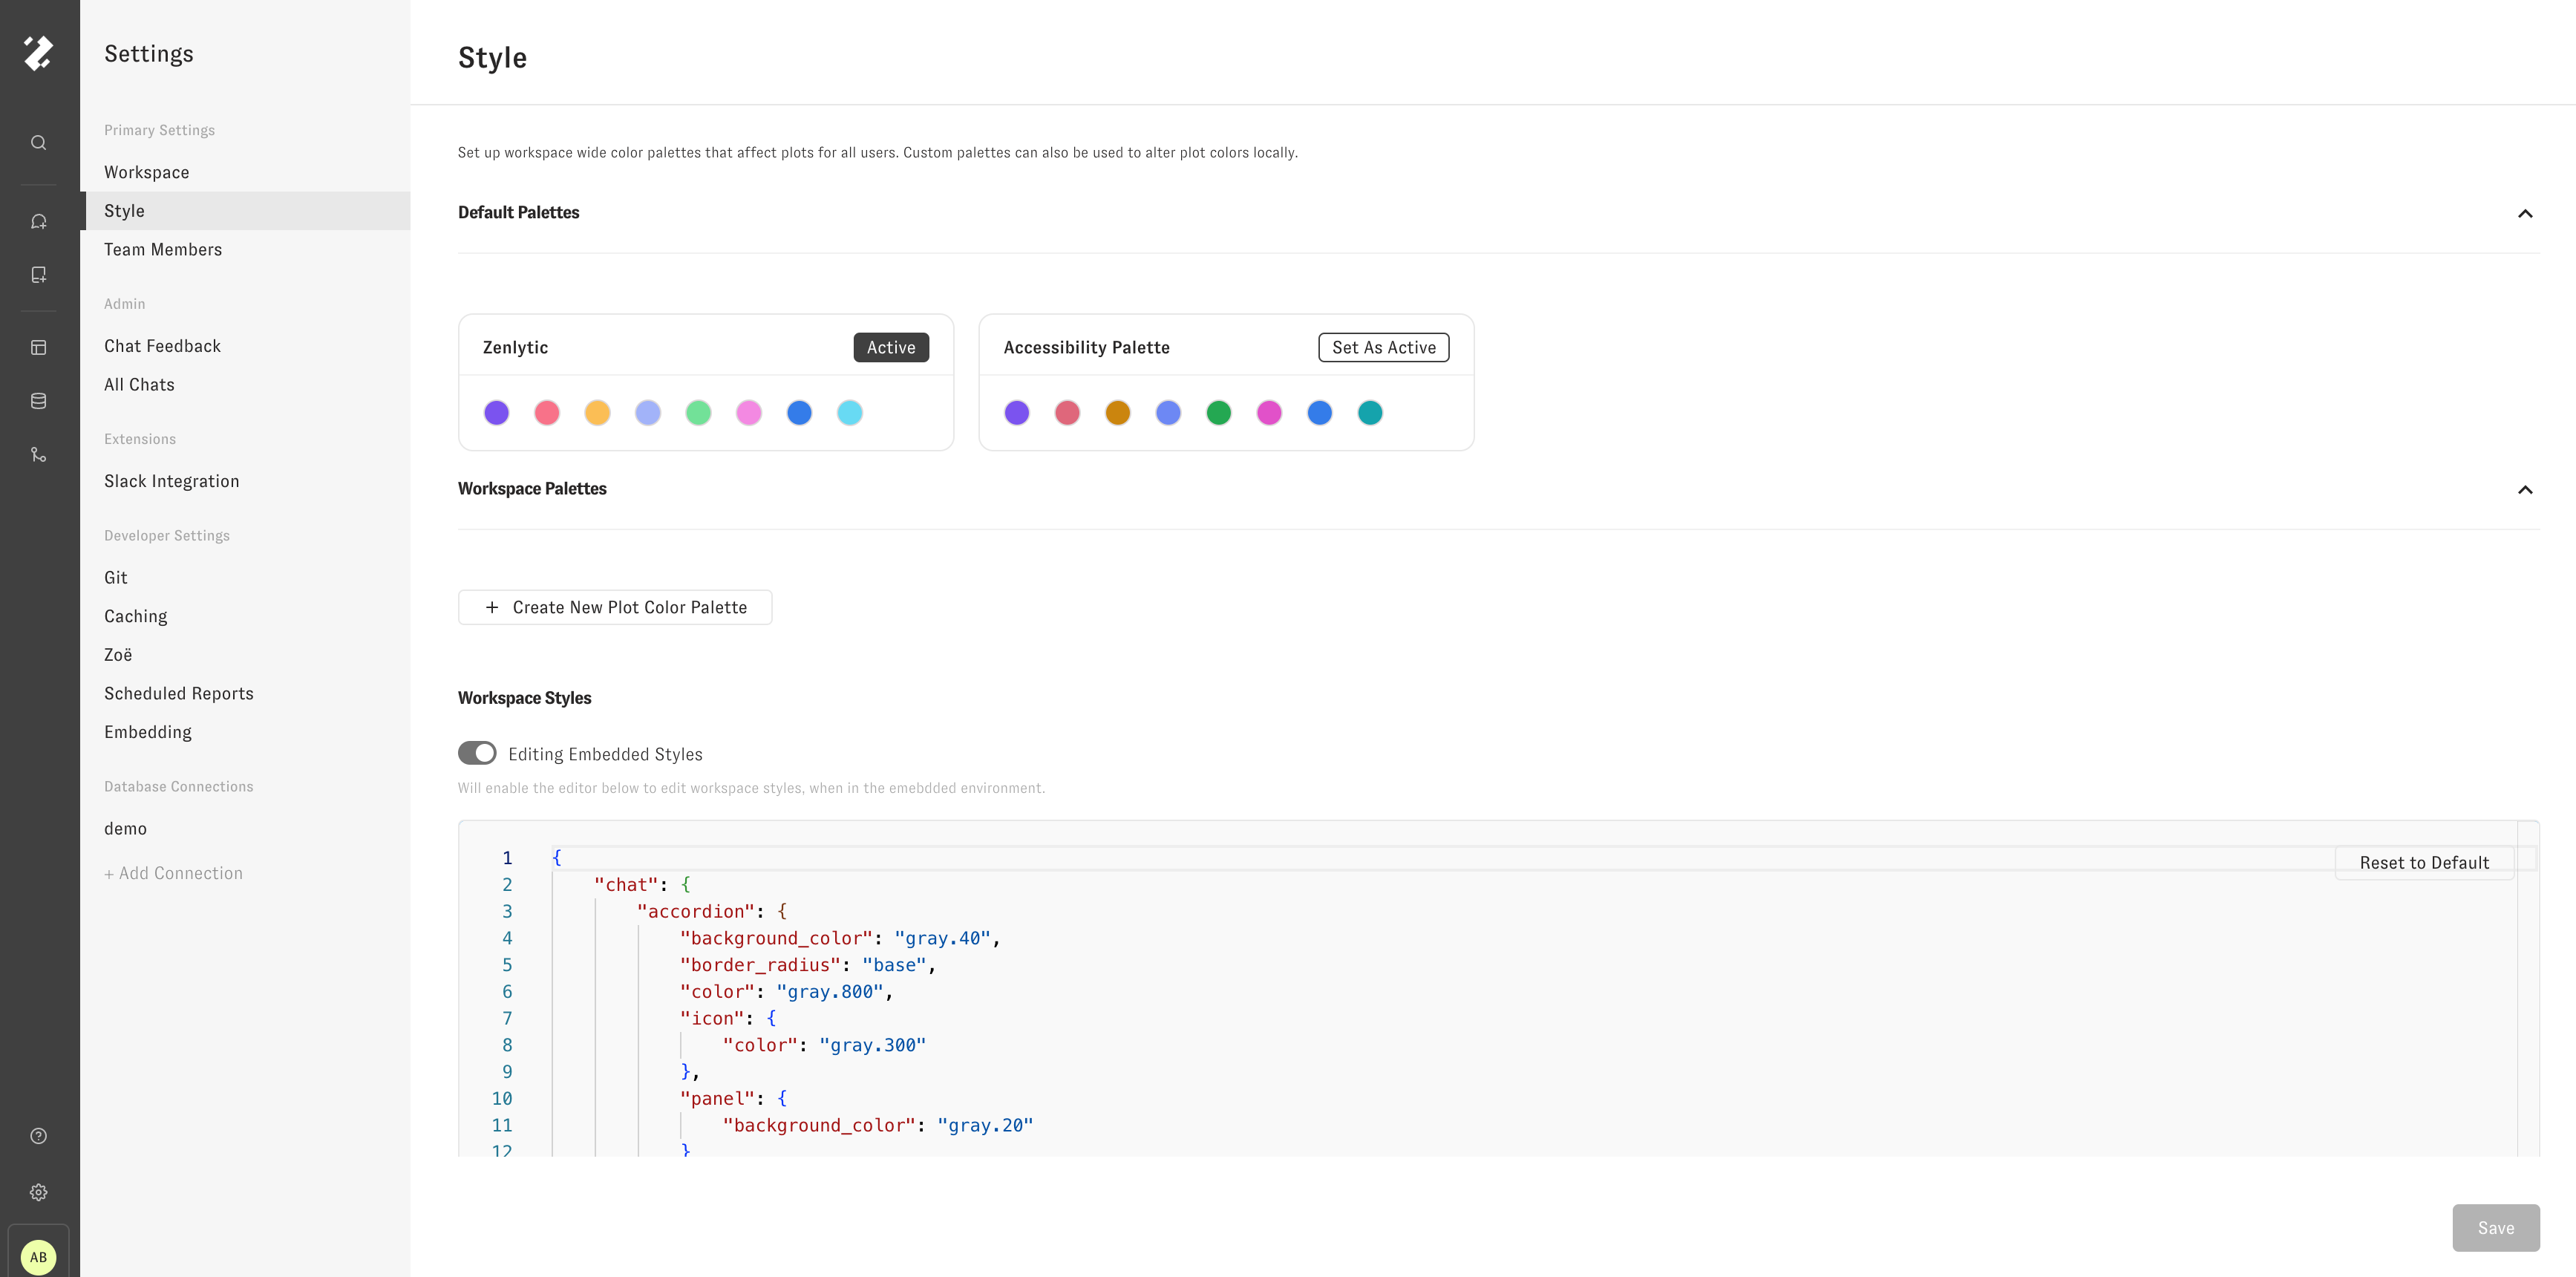 Settings
Primary Settings
Workspace
Style
Team Members
Admin
Chat Feedback
All Chats
Extensions
Slack Integration
Developer Settings
Git
Caching
Zoë
Scheduled Reports
Embedding
Database Connections
demo
+ Add Connection
AB
Style
Set up workspace wide color palettes that affect plots for all users. Custom palettes can also be used to alter plot colors locally.
Default Palettes
Zenlytic
Active
Accessibility Palette
Set As Active
Workspace Palettes
+ Create New Plot Color Palette
Workspace Styles
Editing Embedded Styles
Will enable the editor below to edit workspace styles, when in the emebdded environment.
Reset to Default
1 {
2 "chat": {
3 "accordion": {
4 "background_color": "gray.40",
5 "border_radius": "base",
6 "color": "gray.800",
7 "icon": {
8 "color": "gray.300"
9 },
10 "panel": {
11 "background_color": "gray.20"
12 }
Save